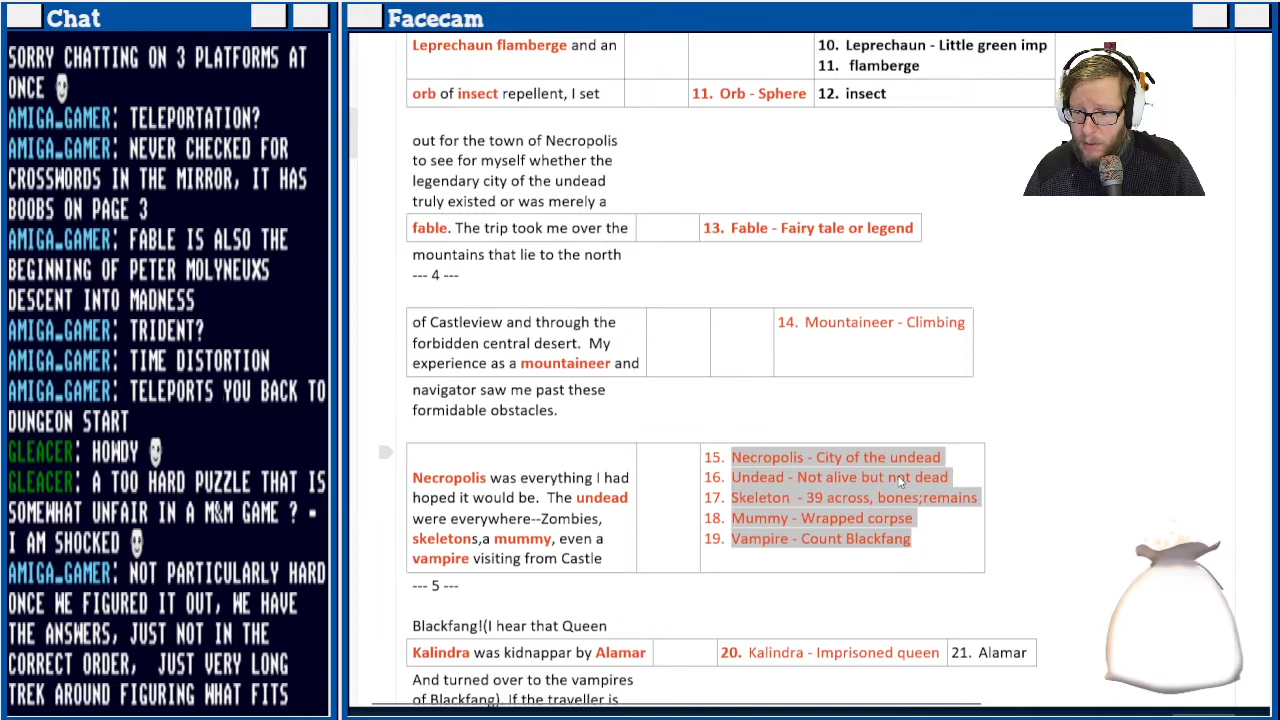 Chat
SORRY CHATTING ON 3 PLATFORMS AT
ONCE
AMIGA_GAMER: TELEPORTATION?
AMIGA_GAMER: NEVER CHECKED FOR
CROSSWORDS IN THE MIRROR, IT HAS
BOOBS ON PAGE 3
AMIGA_GAMER: FABLE IS ALSO THE
BEGINNING OF PETER MOLYNEUXS
DESCENT INTO MADNESS
AMIGA_GAMER: TRIDENT?
AMIGA_GAMER: TIME DISTORTION
AMIGA_GAMER: TELEPORTS YOU BACK TO
DUNGEON START
GLEACER: HOWDY
GLEACER: A TOO HARD PUZZLE THAT IS
SOMEWHAT UNFAIR IN A M&M GAME ? -
I AM SHOCKED
AMIGA_GAMER: NOT PARTICULARLY HARD
ONCE WE FIGURED IT OUT, WE HAVE
THE ANSWERS, JUST NOT IN THE
CORRECT ORDER, JUST VERY LONG
TREK AROUND FIGURING WHAT FITS
Facecam
Leprechaun flamberge and an
10. Leprechaun - Little green imp
11. flamberge
orb of insect repellent, I set
11. Orb - Sphere
12. insect
out for the town of Necropolis
to see for myself whether the
legendary city of the undead
truly existed or was merely a
fable. The trip took me over the
13. Fable - Fairy tale or legend
mountains that lie to the north
--- 4 ---
of Castleview and through the
14. Mountaineer - Climbing
forbidden central desert. My
experience as a mountaineer and
navigator saw me past these
formidable obstacles.
Necropolis was everything I had
hoped it would be. The undead
were everywhere--Zombies,
skeletons,a mummy, even a
vampire visiting from Castle
15. Necropolis - City of the undead
16. Undead - Not alive but not dead
17. Skeleton - 39 across, bones;remains
18. Mummy - Wrapped corpse
19. Vampire - Count Blackfang
--- 5 ---
Blackfang!(I hear that Queen
Kalindra was kidnappar by Alamar
20. Kalindra - Imprisoned queen
21. Alamar
And turned over to the vampires
of Blackfang). If the traveller is